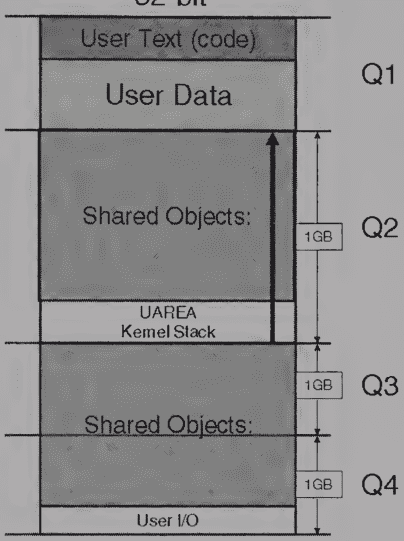 32-bit
User Text (code)
Q1
User Data
Shared Objects:
1GB
Q2
UAREA
Kernel Stack
1GB
Q3
Shared Objects:
1GB
Q4
User I/O